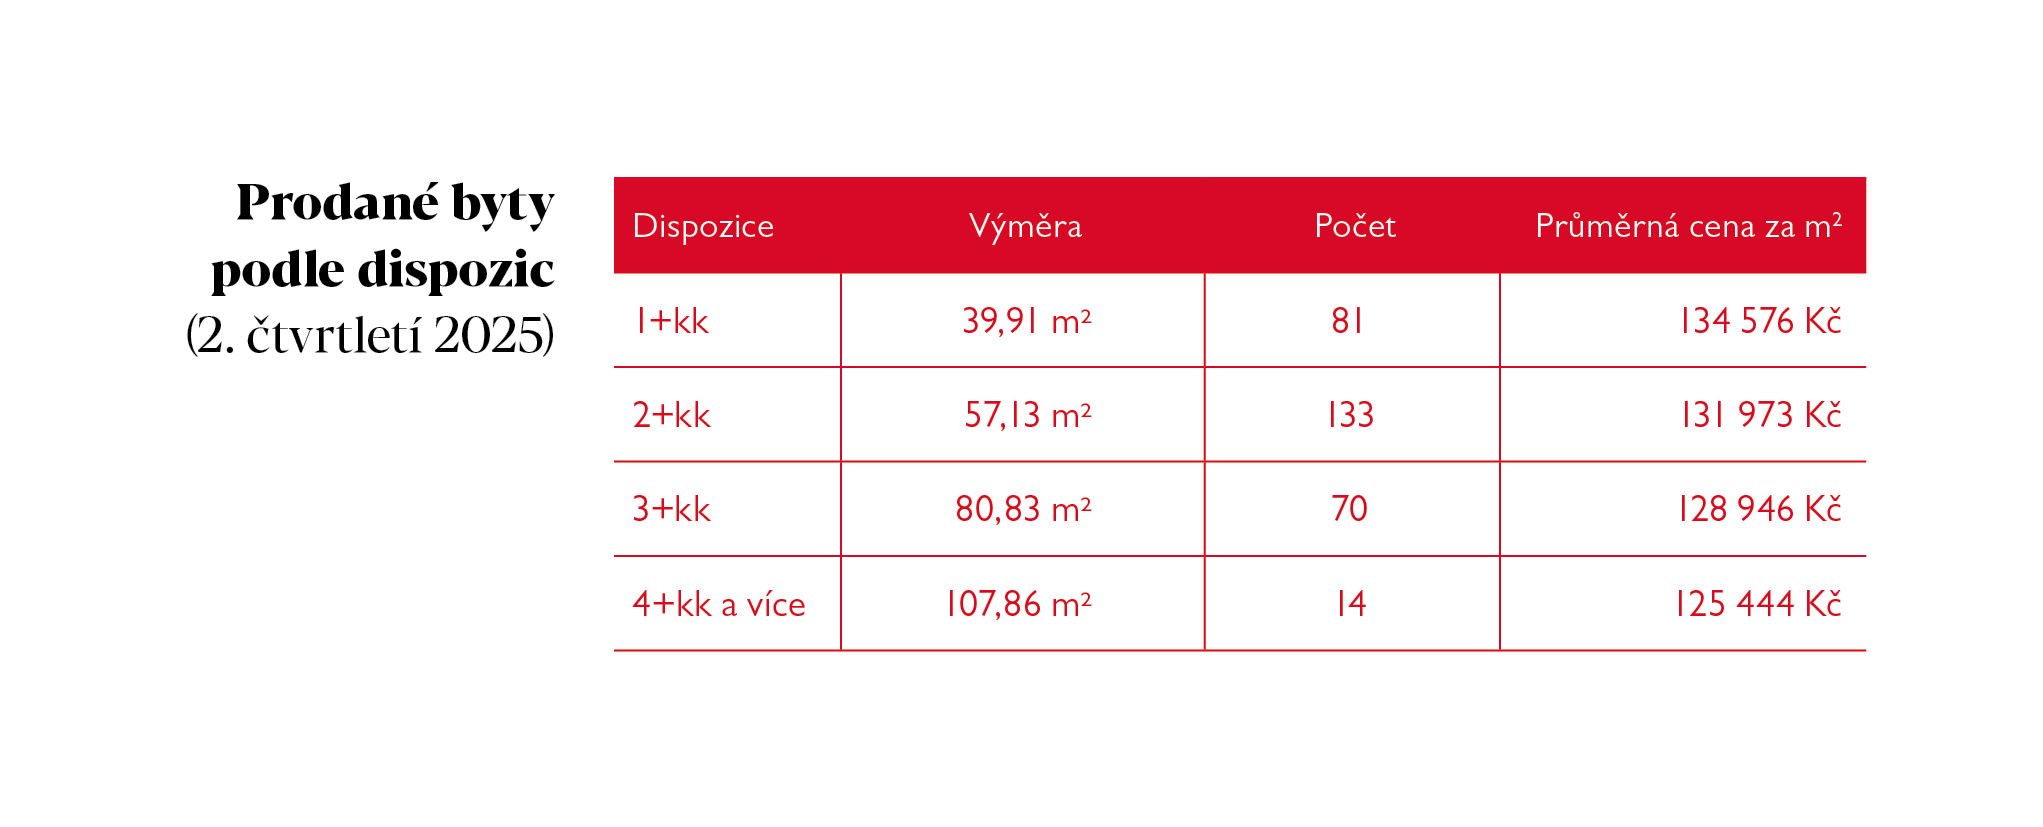 Prodané byty
podle dispozic
(2. čtvrtletí 2025)
Dispozice Výměra Počet Průměrná cena za m²
1+kk 39,91 m² 81 134 576 Kč
2+kk 57,13 m² 133 131 973 Kč
3+kk 80,83 m² 70 128 946 Kč
4+kk a více 107,86 m² 14 125 444 Kč